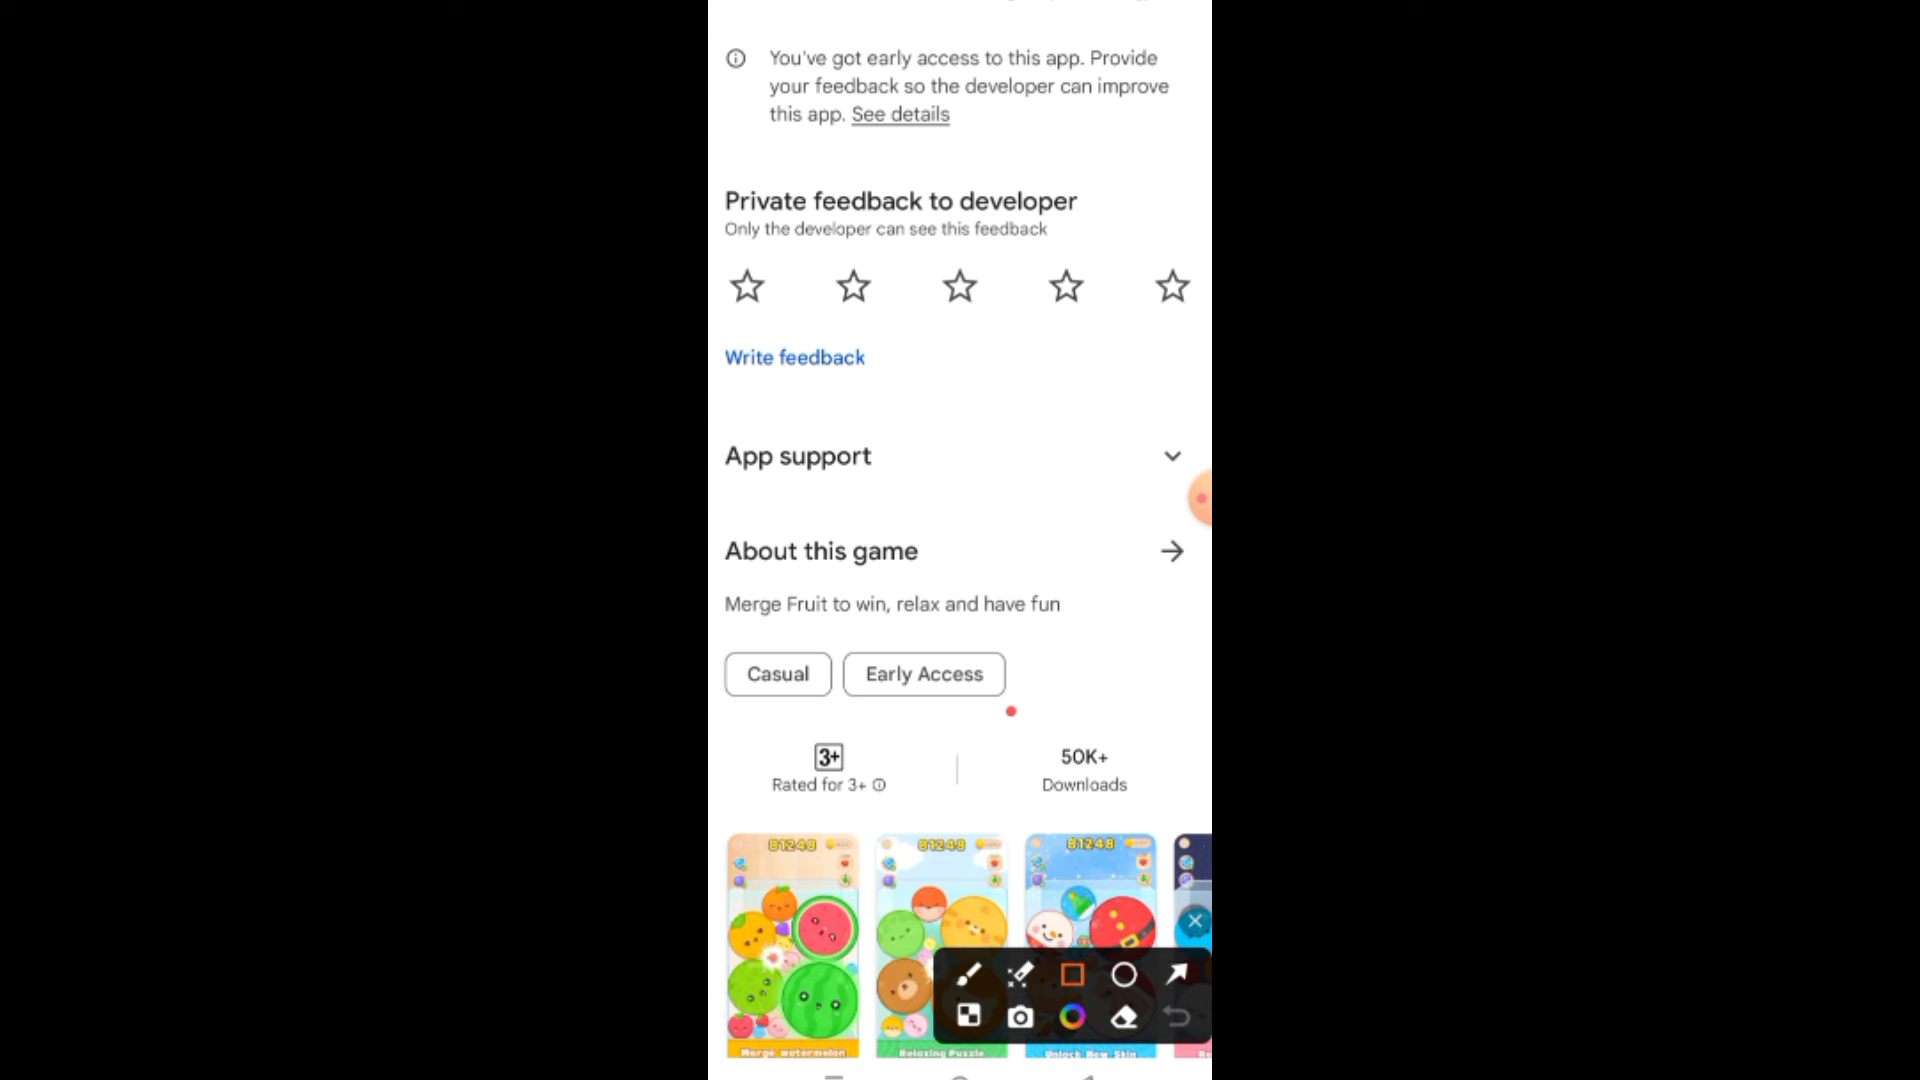 You've got early access to this app. Provide
your feedback so the developer can improve
this app. See details
Private feedback to developer
Only the developer can see this feedback
Write feedback
App support
About this game
Merge Fruit to win, relax and have fun
Casual
Early Access
3+
Rated for 3+
50K+
Downloads
81248
81248
81248
Merge watermelon
Relaxing Puzzle
Unlock New Skin